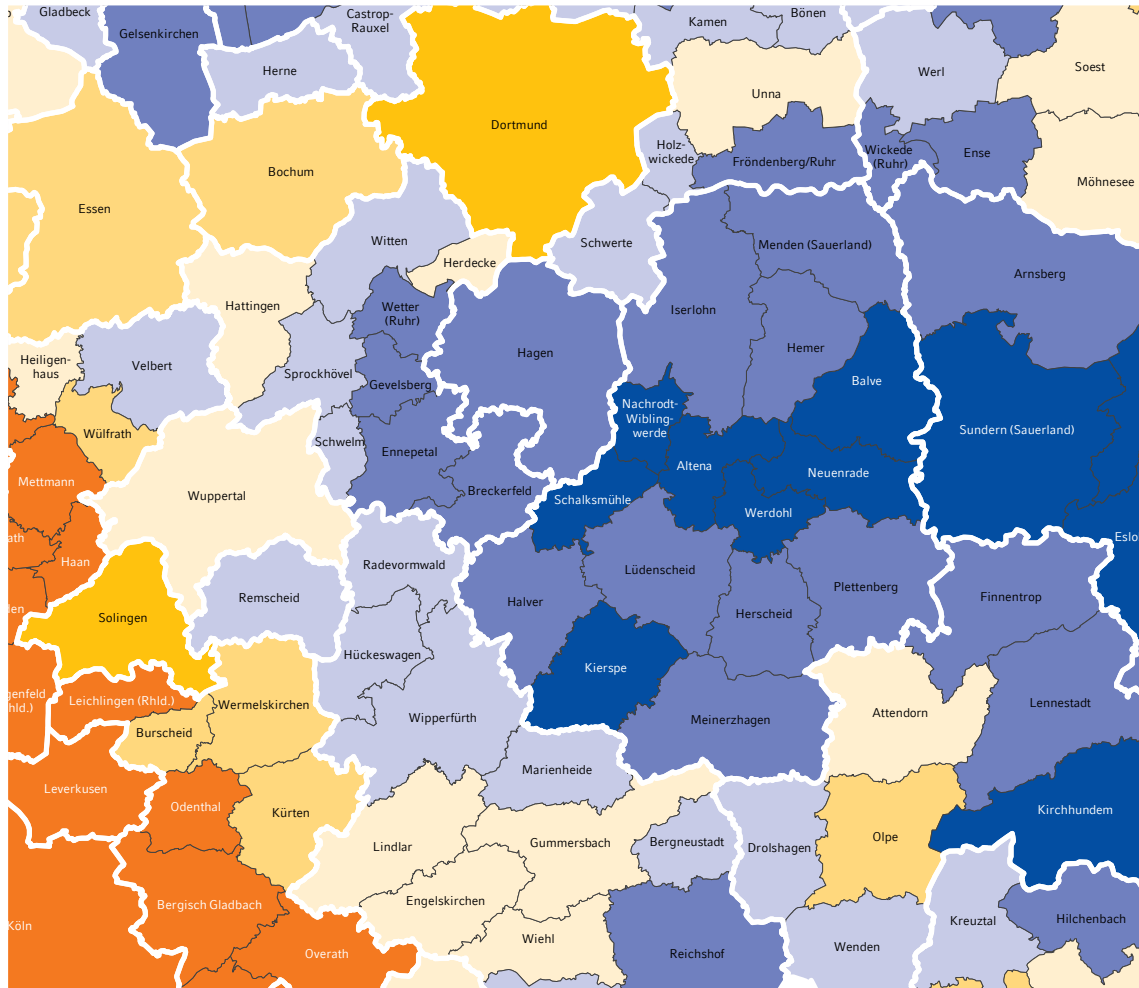 Gladbeck
Gelsenkirchen
Castrop-
Rauxel
Kamen
Bönen
Herne
Werl
Soest
Unna
Dortmund
Holz-
wickede
Fröndenberg/Ruhr
Wickede
(Ruhr)
Ense
Möhnesee
Bochum
Essen
Witten
Herdecke
Schwerte
Menden (Sauerland)
Arnsberg
Hattingen
Wetter
(Ruhr)
Iserlohn
Hemer
Hagen
Heiligen-
haus
Velbert
Sprockhövel
Gevelsberg
Balve
Nachrodt-
Wibling-
werde
Sundern (Sauerland)
Wülfrath
Schwelm
Ennepetal
Altena
Neuenrade
Mettmann
Wuppertal
Breckerfeld
Schalksmühle
Werdohl
ath
Haan
Eslo
Radevormwald
Lüdenscheid
Plettenberg
Finnentrop
Remscheid
Halver
Herscheid
den
Solingen
Hückeswagen
Kierspe
genfeld
hld.)
Leichlingen (Rhld.)
Wermelskirchen
Wipperfürth
Meinerzhagen
Attendorn
Lennestadt
Burscheid
Marienheide
Leverkusen
Odenthal
Kürten
Kirchhundem
Lindlar
Gummersbach
Bergneustadt
Drolshagen
Olpe
Bergisch Gladbach
Engelskirchen
Köln
Wiehl
Overath
Reichshof
Wenden
Kreuztal
Hilchenbach